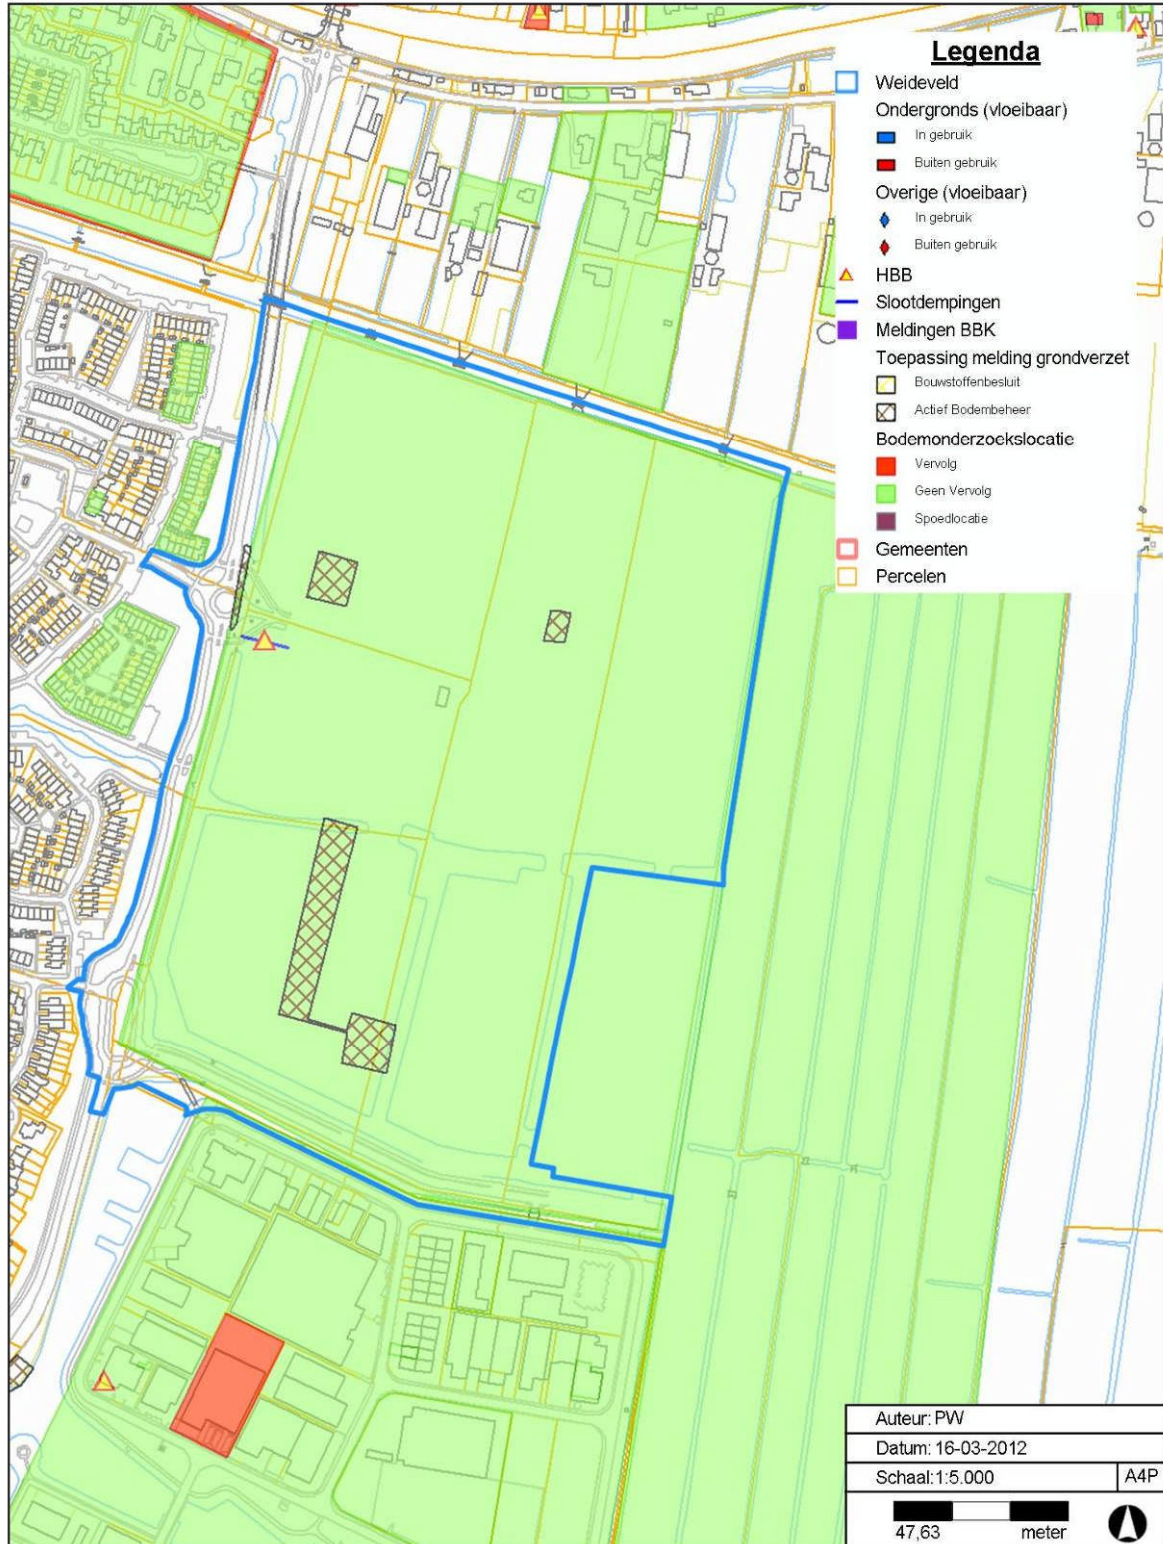 Legenda
Weideveld
Ondergronds (vloeibaar)
In gebruik
Buiten gebruik
Overige (vloeibaar)
In gebruik
Buiten gebruik
HBB
Slootdempingen
Meldingen BBK
Toepassing melding grondverzet
Bouwstoffenbesluit
Actief Bodembeheer
Bodemonderzoekslocatie
Vervolg
Geen Vervolg
Spoedlocatie
Gemeenten
Percelen
Auteur: PW
Datum: 16-03-2012
Schaal:1:5.000 A4P
47,63 meter